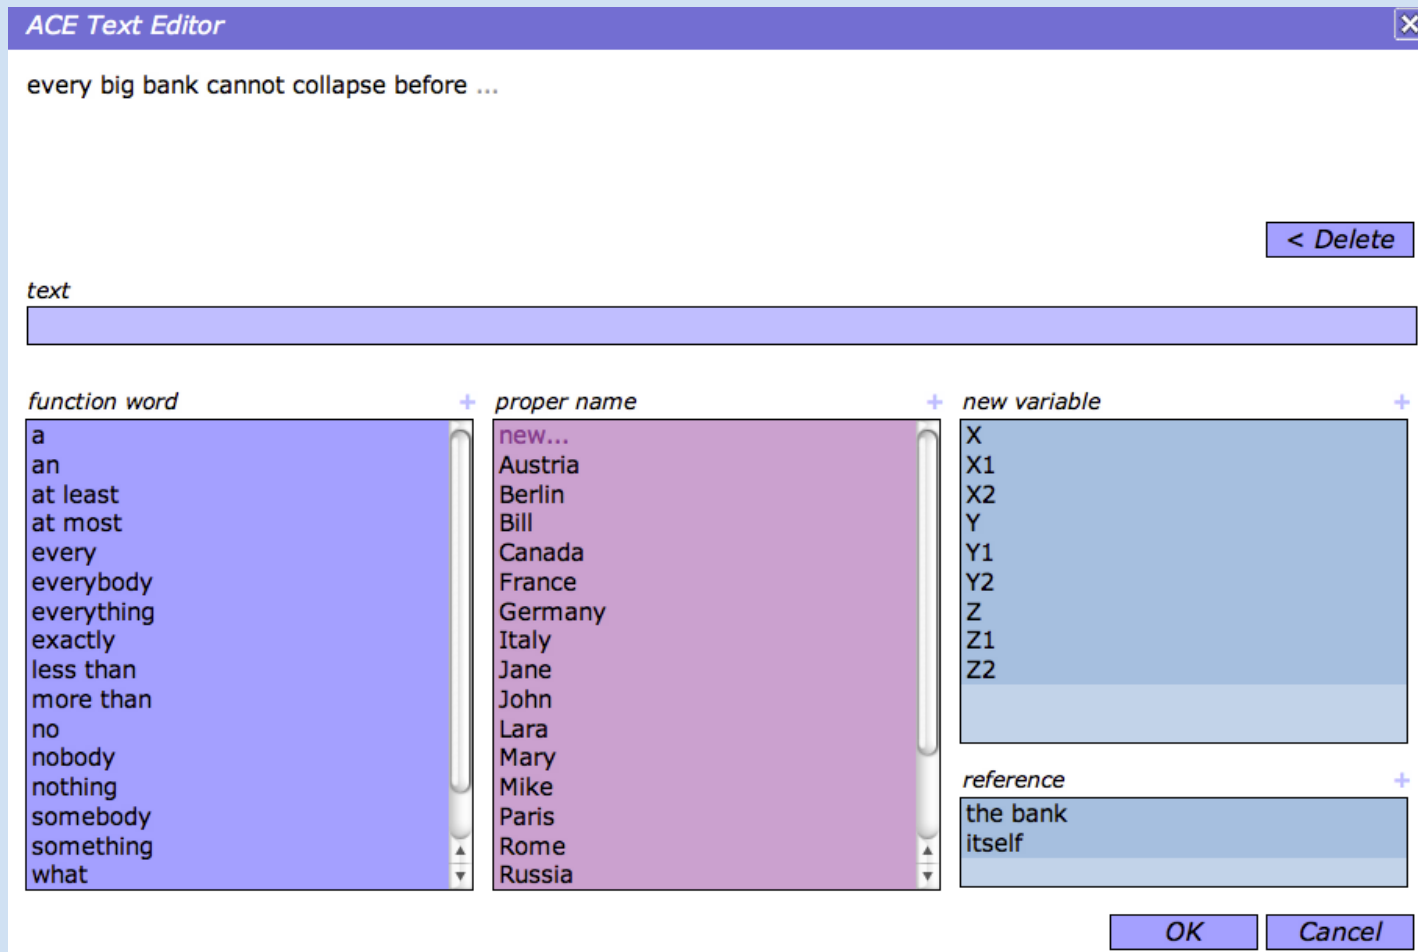 ACE Text Editor
every big bank cannot collapse before ...
< Delete
text
function word +
a
an
at least
at most
every
everybody
everything
exactly
less than
more than
no
nobody
nothing
somebody
something
what
proper name +
new...
Austria
Berlin
Bill
Canada
France
Germany
Italy
Jane
John
Lara
Mary
Mike
Paris
Rome
Russia
new variable +
X
X1
X2
Y
Y1
Y2
Z
Z1
Z2
reference +
the bank
itself
OK
Cancel